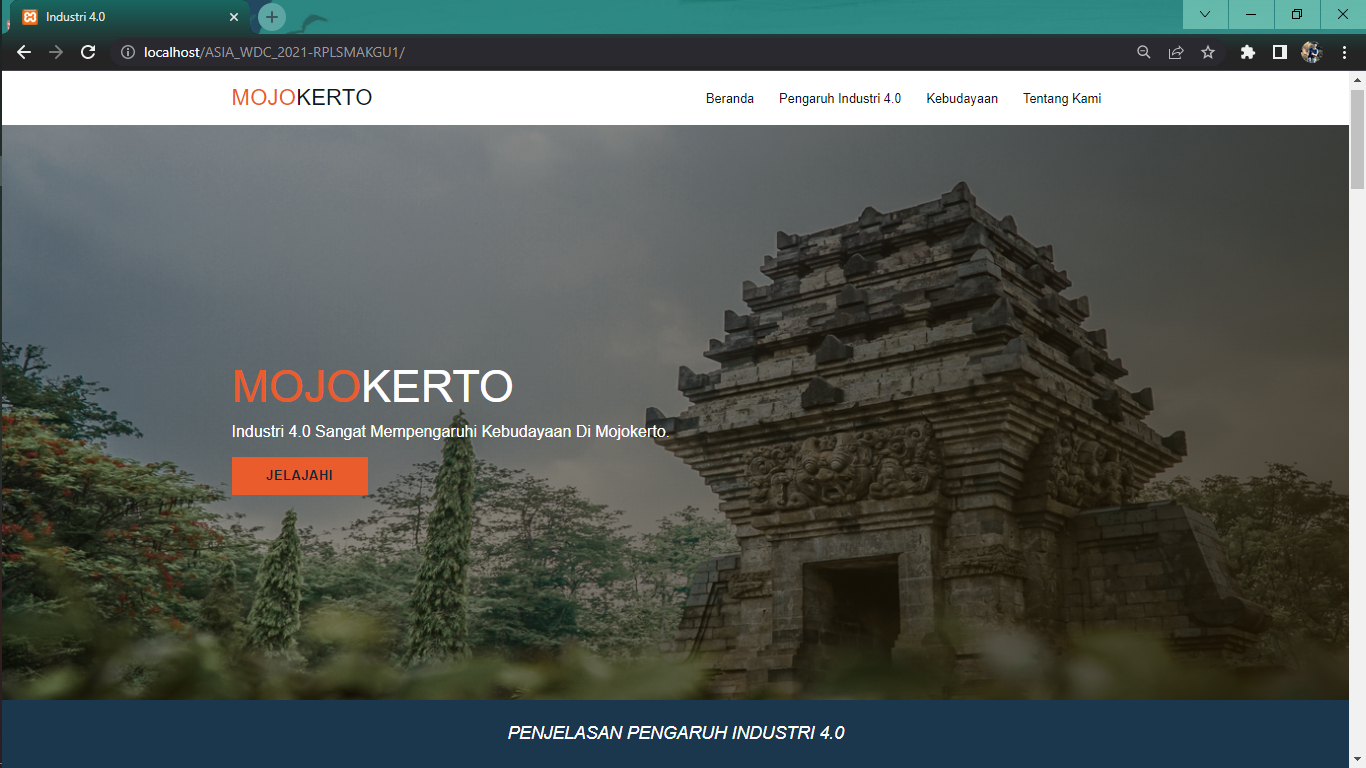 Industri 4.0
localhost/ASIA_WDC_2021-RPLSMAKGU1/
MOJOKERTO
Beranda Pengaruh Industri 4.0 Kebudayaan Tentang Kami
MOJOKERTO
Industri 4.0 Sangat Mempengaruhi Kebudayaan Di Mojokerto.
JELAJAHI
PENJELASAN PENGARUH INDUSTRI 4.0